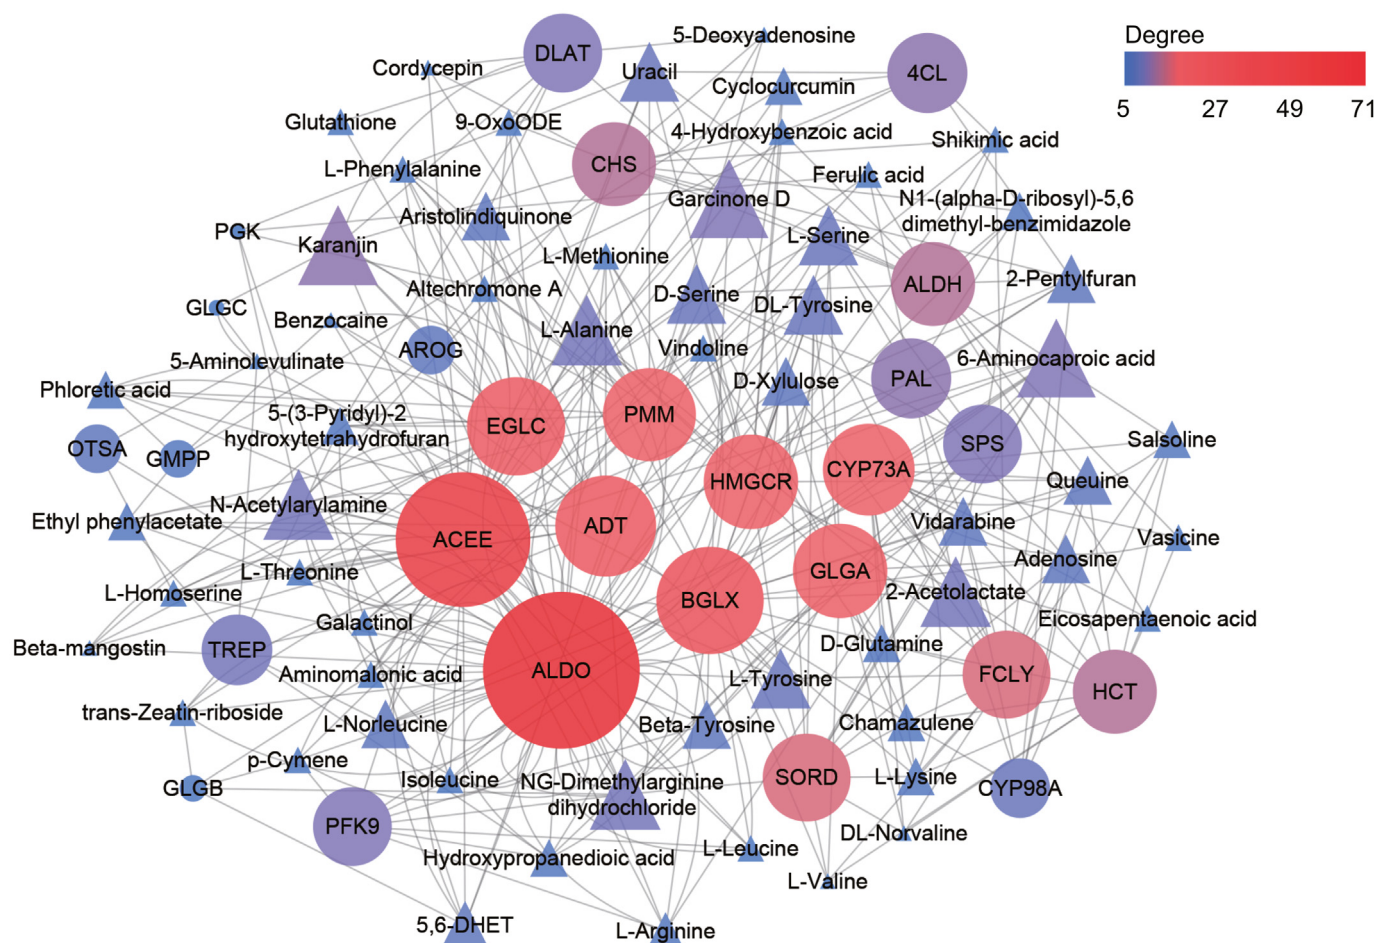 Degree
5 27 49 71
5-Deoxyadenosine
DLAT
Cordycepin
Uracil
4CL
Cyclocurcumin
Glutathione
9-OxoODE
4-Hydroxybenzoic acid
Shikimic acid
L-Phenylalanine
CHS
Ferulic acid
Garcinone D
N1-(alpha-D-ribosyl)-5,6
dimethyl-benzimidazole
Aristolindiquinone
PGK
Karanjin
L-Serine
L-Methionine
2-Pentylfuran
ALDH
Altechromone A
D-Serine
DL-Tyrosine
GLGC
Benzocaine
L-Alanine
AROG
Vindoline
6-Aminocaproic acid
5-Aminolevulinate
PAL
D-Xylulose
Phloretic acid
5-(3-Pyridyl)-2
hydroxytetrahydrofuran
EGLC
PMM
OTSA
GMPP
SPS
Salsoline
CYP73A
HMGCR
Queuine
N-Acetylarylamine
Ethyl phenylacetate
Vidarabine
ADT
ACEE
Vasicine
Adenosine
L-Threonine
GLGA
L-Homoserine
2-Acetolactate
BGLX
Galactinol
Eicosapentaenoic acid
Beta-mangostin
TREP
D-Glutamine
Aminomalonic acid
ALDO
L-Tyrosine
FCLY
HCT
trans-Zeatin-riboside
L-Norleucine
Beta-Tyrosine
Chamazulene
p-Cymene
Isoleucine
NG-Dimethylarginine
dihydrochloride
SORD
L-Lysine
GLGB
CYP98A
PFK9
DL-Norvaline
Hydroxypropanedioic acid
L-Leucine
L-Valine
5,6-DHET
L-Arginine